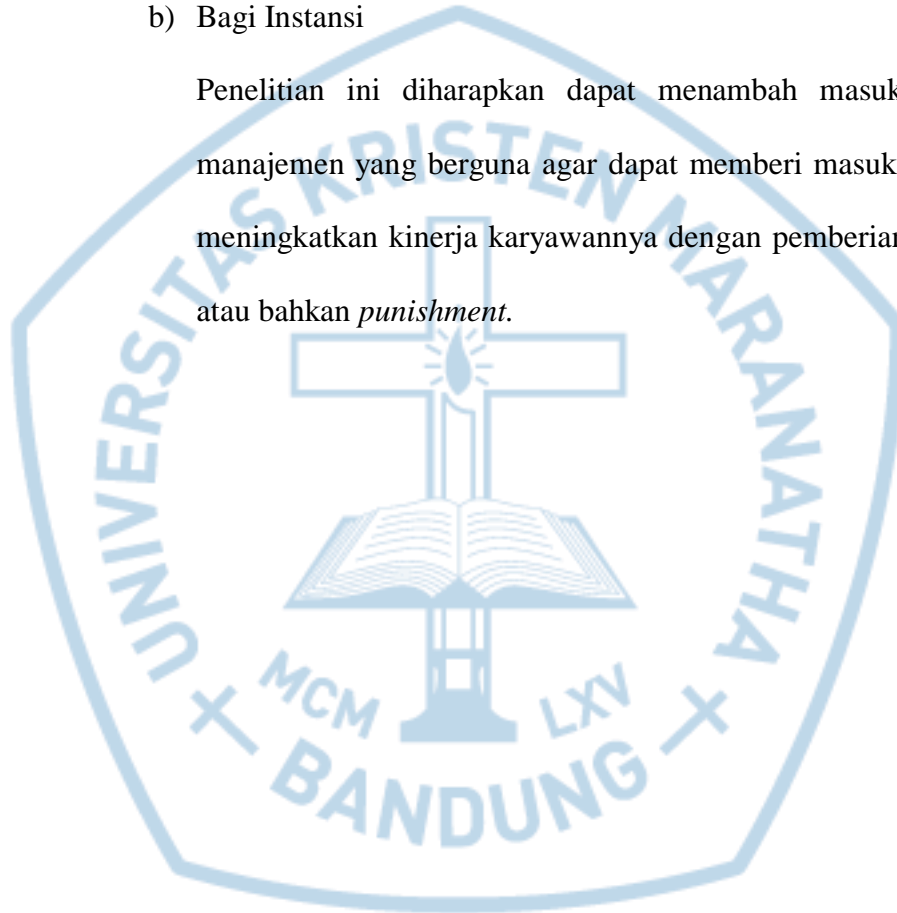 b) Bagi Instansi
Penelitian ini diharapkan dapat menambah masuk
manajemen yang berguna agar dapat memberi masuk
meningkatkan kinerja karyawannya dengan pemberian
atau bahkan punishment.
UNIVERSITAS KRISTEN MARANATHA
MCM LXV
BANDUNG